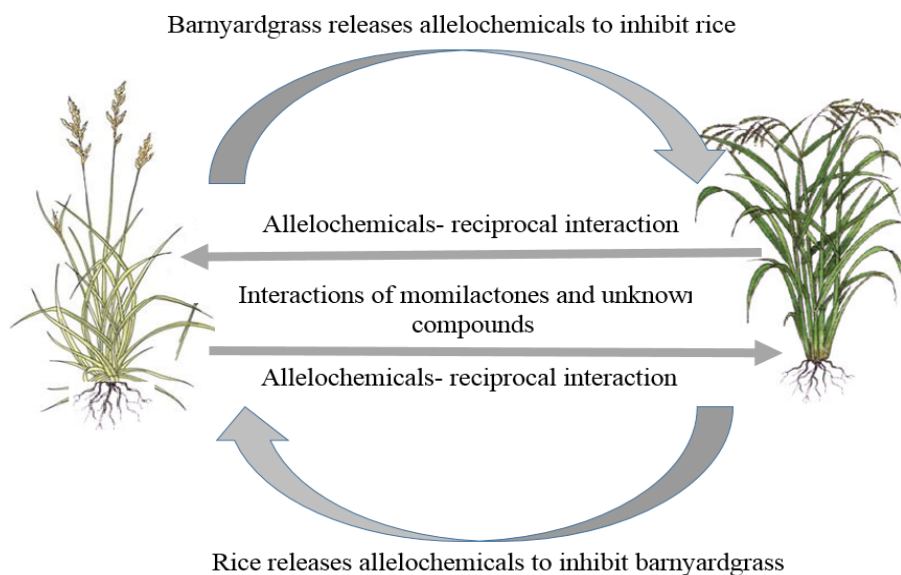 Barnyardgrass releases allelochemicals to inhibit rice
Allelochemicals- reciprocal interaction
Interactions of momilactones and unknown
compounds
Allelochemicals- reciprocal interaction
Rice releases allelochemicals to inhibit barnyardgrass